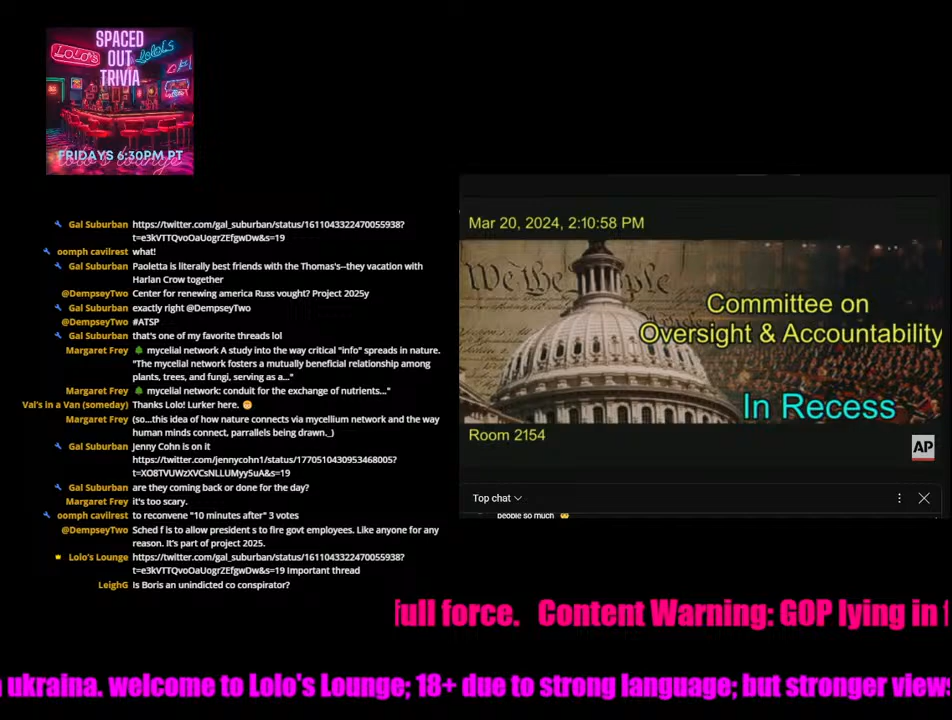 SPACED
OUT
TRIVIA
LOLO'S
LOLO'S
FRIDAYS 6:30PM PT
lolo's lounge
Gal Suburban https://twitter.com/gal_suburban/status/1611043322470055938?
t=e3kVTTQvoOaUogrZEfgwDw&s=19
oomph cavilrest what!
Gal Suburban Paoletta is literally best friends with the Thomas's--they vacation with
Harlan Crow together
@DempseyTwo Center for renewing america Russ vought? Project 2025y
Gal Suburban exactly right @DempseyTwo
@DempseyTwo #ATSP
Gal Suburban that's one of my favorite threads lol
Margaret Frey 🌲 mycelial network A study into the way critical "info" spreads in nature.
"The mycelial network fosters a mutually beneficial relationship among
plants, trees, and fungi, serving as a..."
Margaret Frey 🌲 mycelial network: conduit for the exchange of nutrients..."
Val's in a Van (someday) Thanks Lolo! Lurker here.
Margaret Frey (so...this idea of how nature connects via mycellium network and the way
human minds connect, parrallels being drawn._)
Gal Suburban Jenny Cohn is on it
https://twitter.com/jennycohn1/status/1770510430953468005?
t=XO8TVUWzXVCsNLLUMyy5uA&s=19
Gal Suburban are they coming back or done for the day?
Margaret Frey it's too scary.
oomph cavilrest to reconvene "10 minutes after" 3 votes
@DempseyTwo Sched f is to allow president s to fire govt employees. Like anyone for any
reason. It's part of project 2025.
Lolo's Lounge https://twitter.com/gal_suburban/status/1611043322470055938?
t=e3kVTTQvoOaUogrZEfgwDw&s=19 Important thread
LeighG Is Boris an unindicted co conspirator?
Mar 20, 2024, 2:10:58 PM
We the People
Committee on
Oversight & Accountability
In Recess
Room 2154
AP
Top chat
people so much
full force. Content Warning: GOP lying in
ukraina. welcome to Lolo's Lounge; 18+ due to strong language; but stronger views